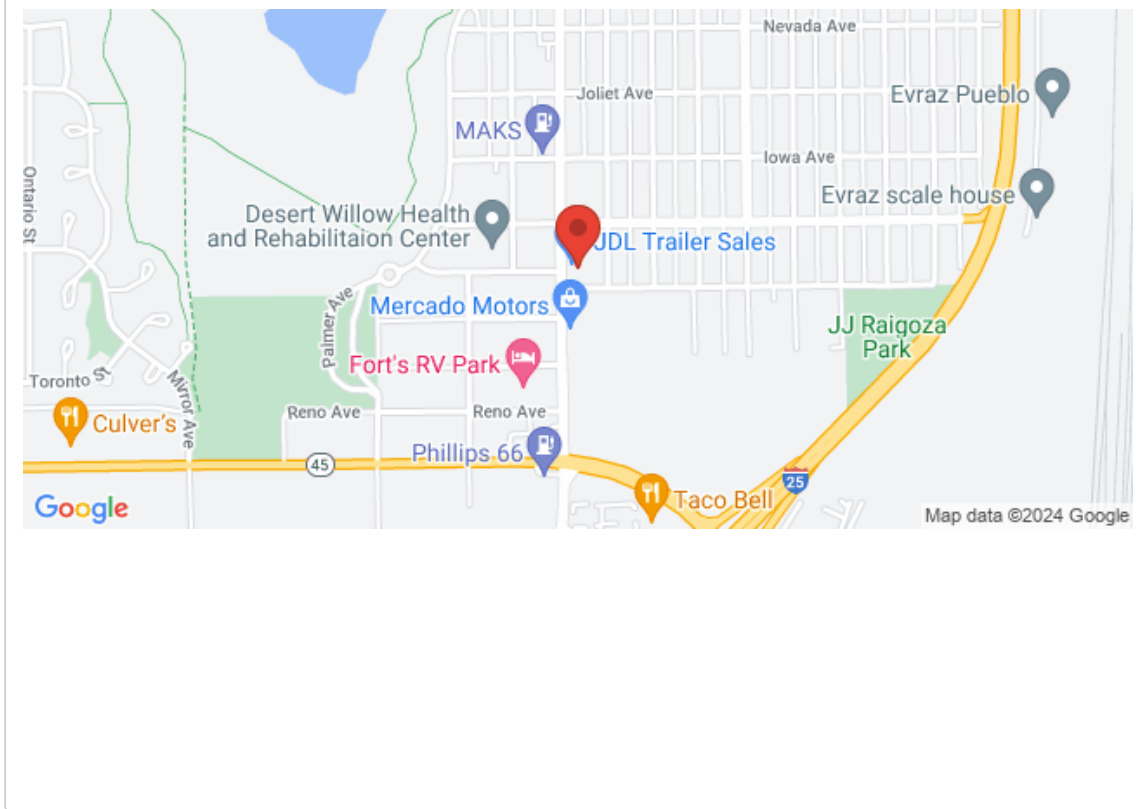 Nevada Ave
Joliet Ave
Evraz Pueblo
MAKS
Iowa Ave
Ontario St
Evraz scale house
Desert Willow Health
and Rehabilitaion Center
JDL Trailer Sales
Palmer Ave
Mercado Motors
JJ Raigoza
Park
Fort's RV Park
Toronto St
Mirror Ave
Culver's
Reno Ave
Reno Ave
Phillips 66
45
25
Taco Bell
Google
Map data ©2024 Google